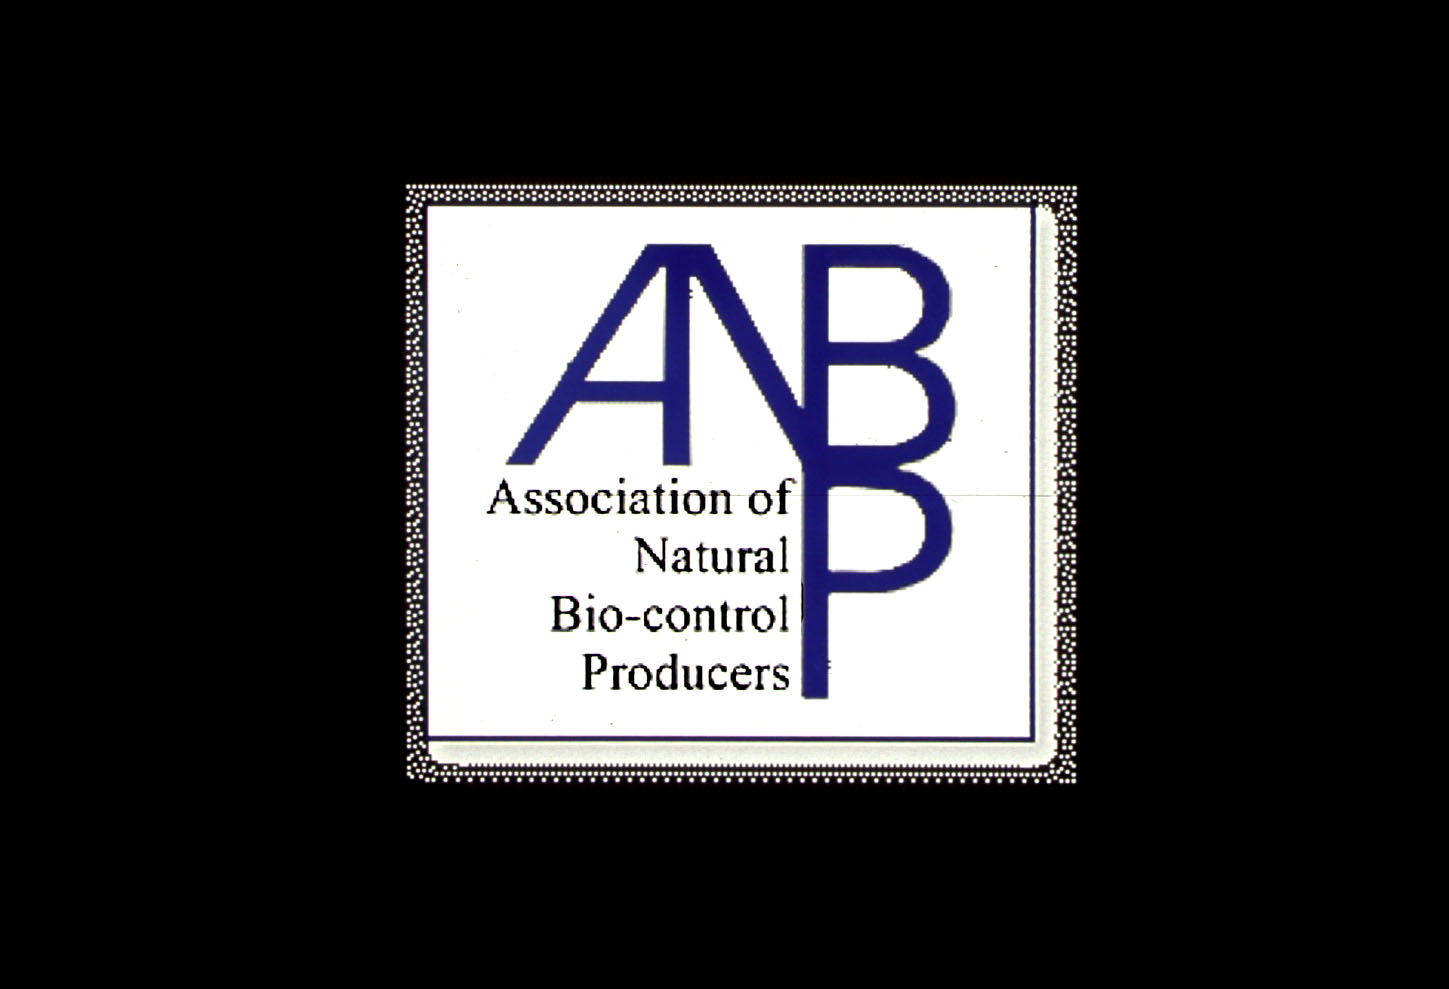 ANBP
Association of
Natural
Bio-control
Producers